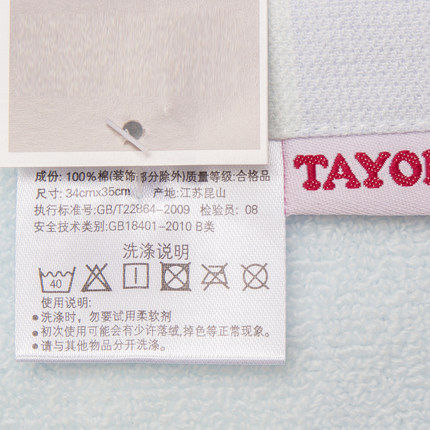 成份: 100%棉(装饰部分除外)质量等级:合格品
尺寸: 34cmx35cm 产地:江苏昆山
执行标准号:GB/T22864-2009 检验员: 08
安全技术类别:GB18401-2010 B类
TAYO
洗涤说明
40
使用说明:
●洗涤时,勿要试用柔软剂
●初次使用可能会有少许落绒,掉色等正常现象。
●请与其他物品分开洗涤.